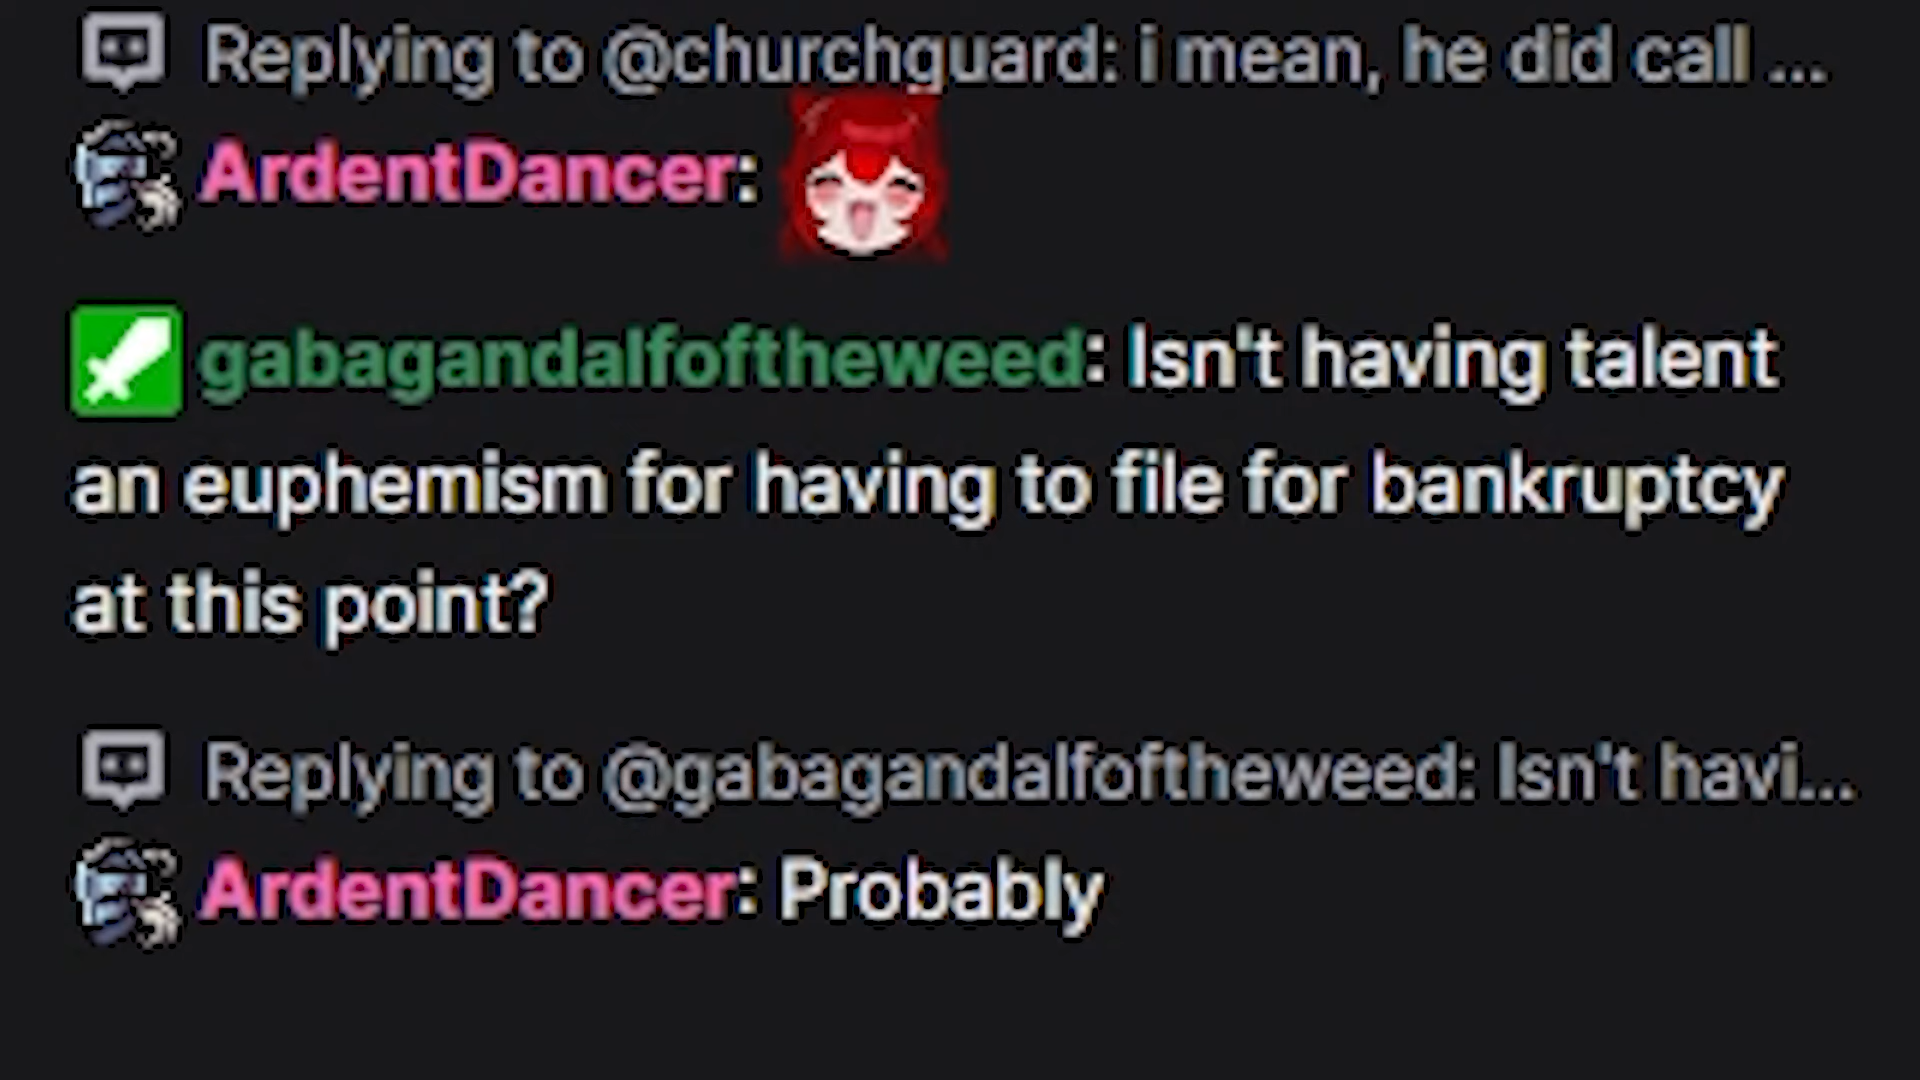 Replying to @churchguard: i mean, he did call ...
ArdentDancer:
gabagandalfoftheweed: Isn't having talent
an euphemism for having to file for bankruptcy
at this point?
Replying to @gabagandalfoftheweed: Isn't havi...
ArdentDancer: Probably